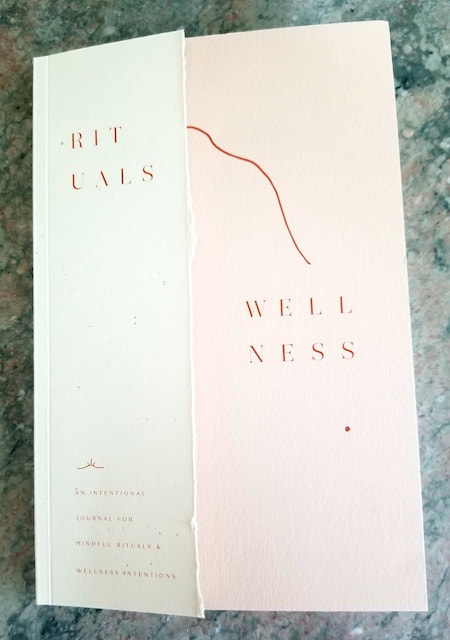 RIT
UALS
WELL
NESS
AN INTENTIONAL
JOURNAL FOR
MINDFUL RITUALS &
WELLNESS INTENTIONS